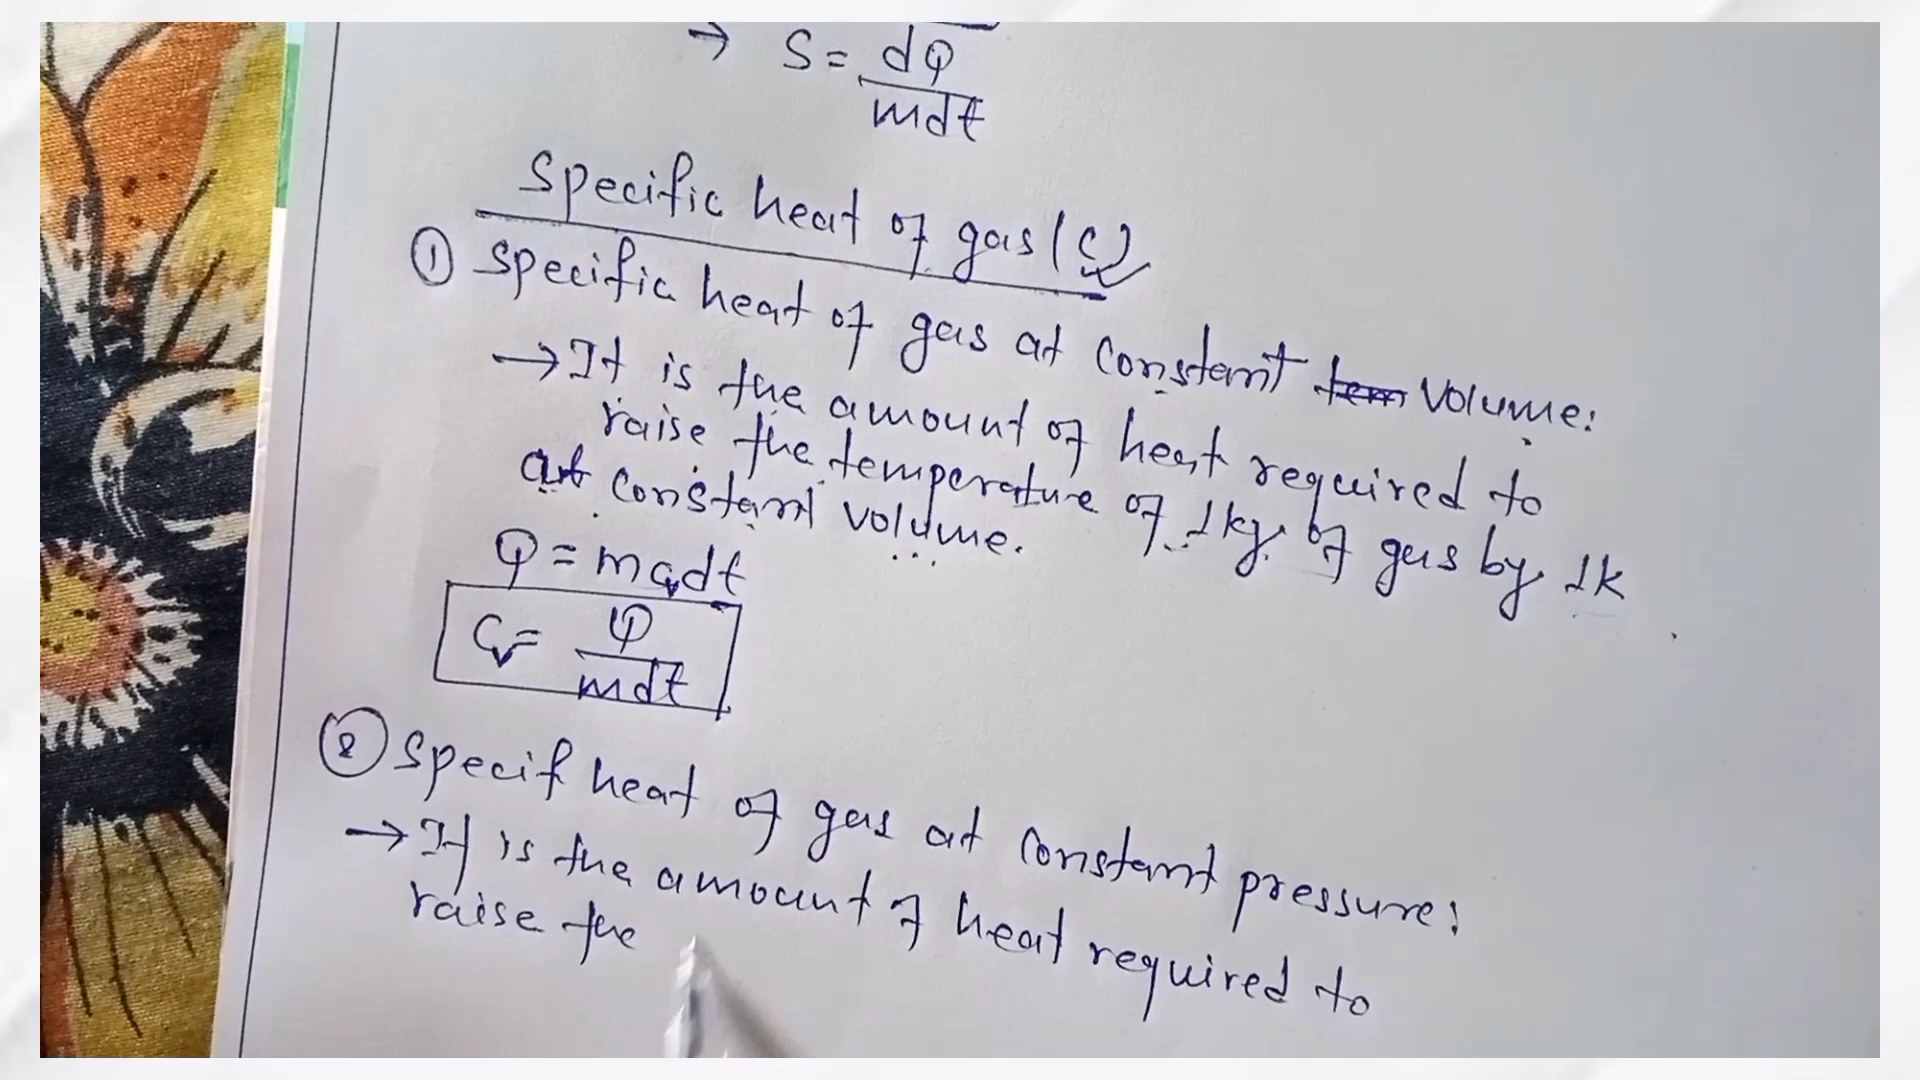 → S = dQ
mdt
Specific heat of gas (C)
① Specific heat of gas at constant Volume:
→ It is the amount of heat required to
raise the temperature of 1kg of gas by 1k
at constant volume.
Q = mCvdt
Cv = Q
mdt
② Specif heat of gas at constant pressure:
→ It is the amount of heat required to
raise the